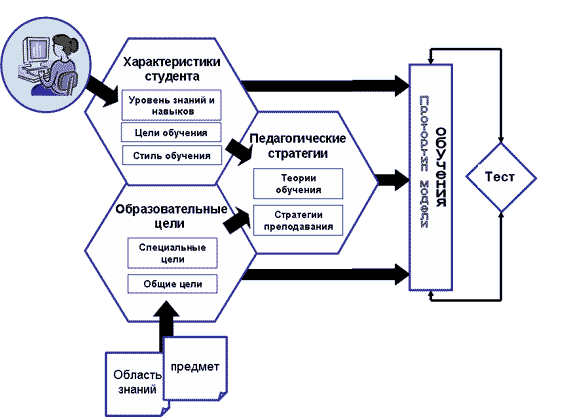 Характеристики
студента
Уровень знаний и
навыков
Цели обучения
Стиль обучения
Педагогические
стратегии
Теории
обучения
Стратегии
преподавания
Образовательные
цели
Специальные
цели
Общие цели
Область
знаний
предмет
Протортип модели
обучения
Тест